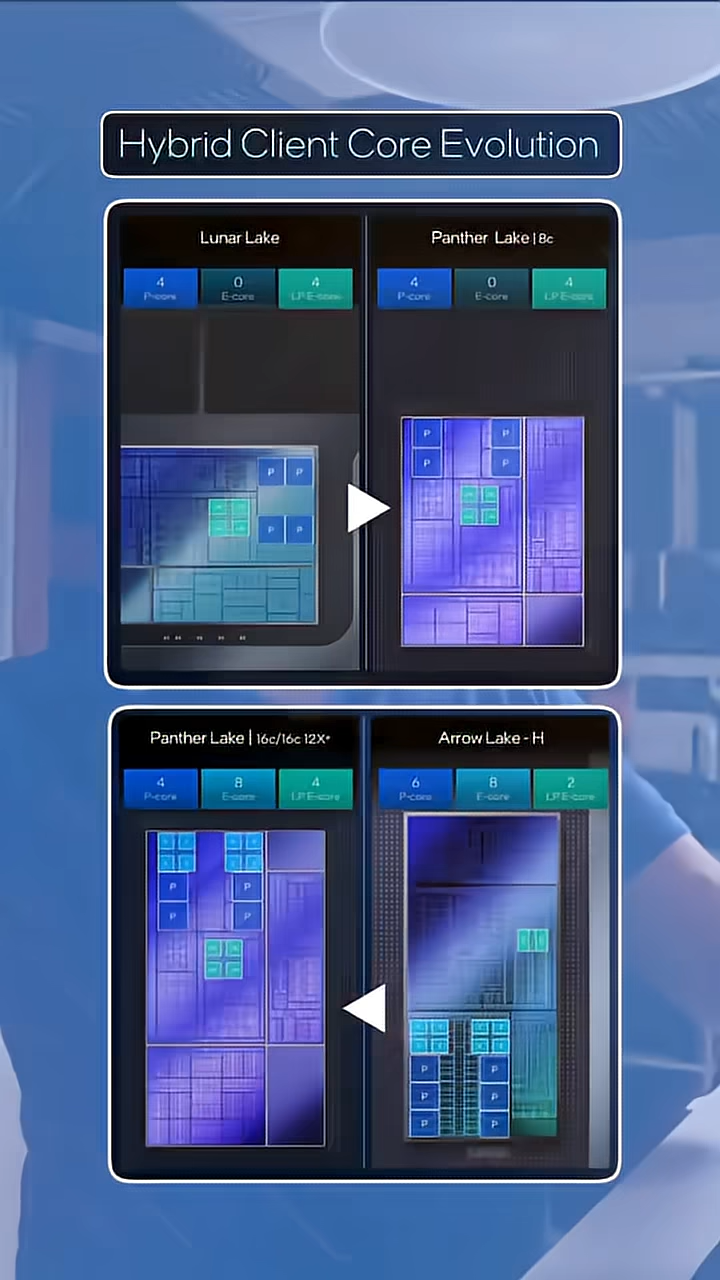 Hybrid Client Core Evolution
Lunar Lake
4 0 4
P-core E-core LP E-core
Panther Lake | 8c
4 0 4
P-core E-core LP E-core
P P
P P
P P
P P
Panther Lake | 16c/16c 12X*
4 8 4
P-core E-core LP E-core
Arrow Lake - H
6 8 2
P-core E-core LP E-core
P P
P P
P P
P P
P P